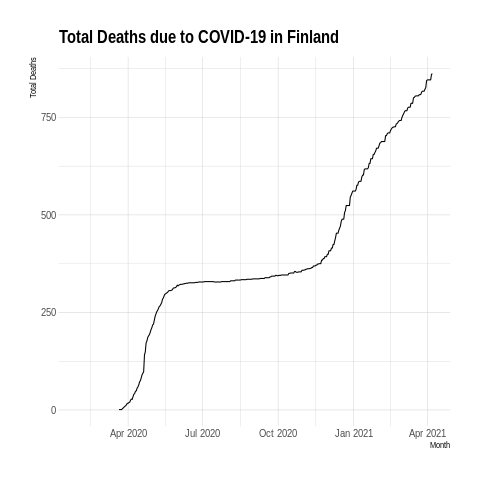 Total Deaths due to COVID-19 in Finland
Total Deaths
750
500
250
0
Apr 2020 Jul 2020 Oct 2020 Jan 2021 Apr 2021
Month